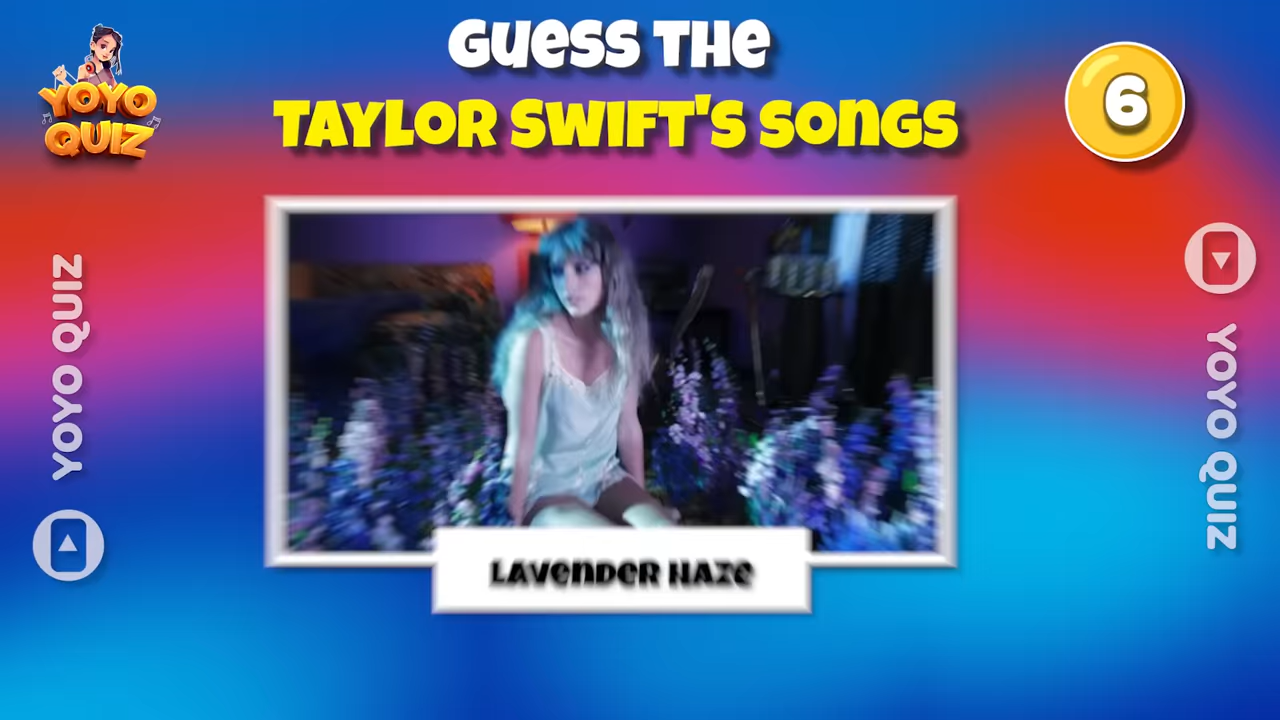 GUESS THE
TAYLOR SWIFT'S SONGS
6
YOYO
QUIZ
YOYO QUIZ
YOYO QUIZ
LAVENDER HAZE